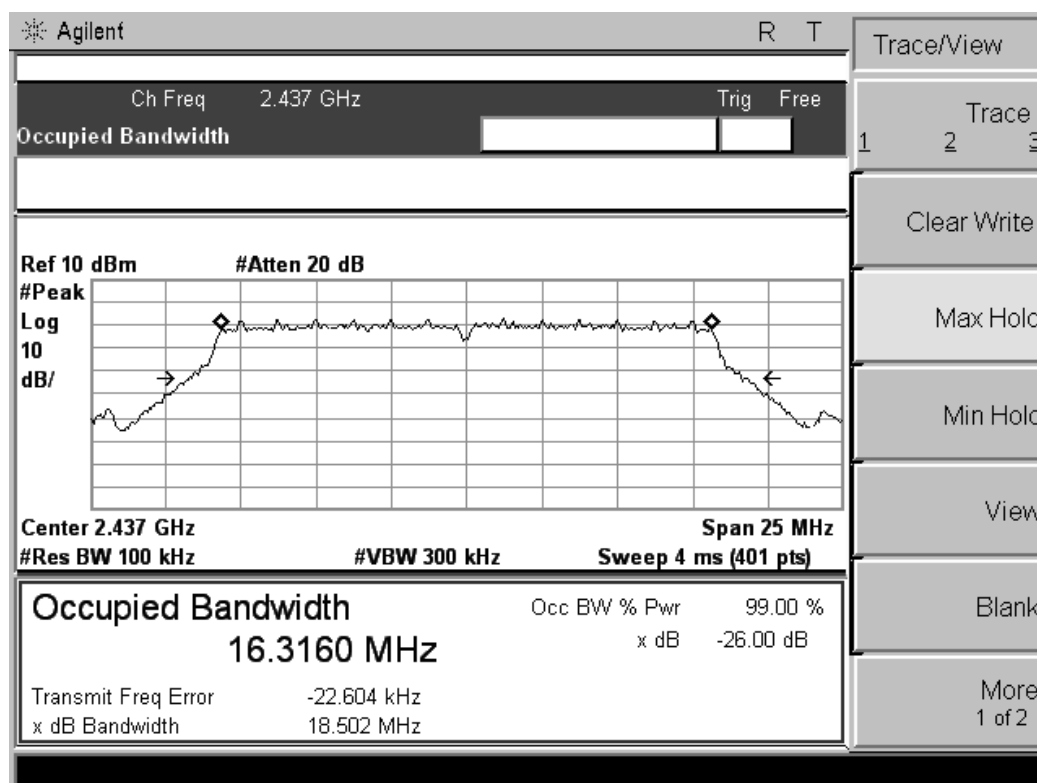 Agilent R T
Trace/View
Ch Freq 2.437 GHz Trig Free
Occupied Bandwidth
Trace
1 2 3
Clear Write
Ref 10 dBm #Atten 20 dB
#Peak
Log
10
dB/
Max Hold
Min Hold
View
Center 2.437 GHz Span 25 MHz
#Res BW 100 kHz #VBW 300 kHz Sweep 4 ms (401 pts)
Occupied Bandwidth Occ BW % Pwr 99.00 %
16.3160 MHz x dB -26.00 dB
Blank
Transmit Freq Error -22.604 kHz
x dB Bandwidth 18.502 MHz
More
1 of 2